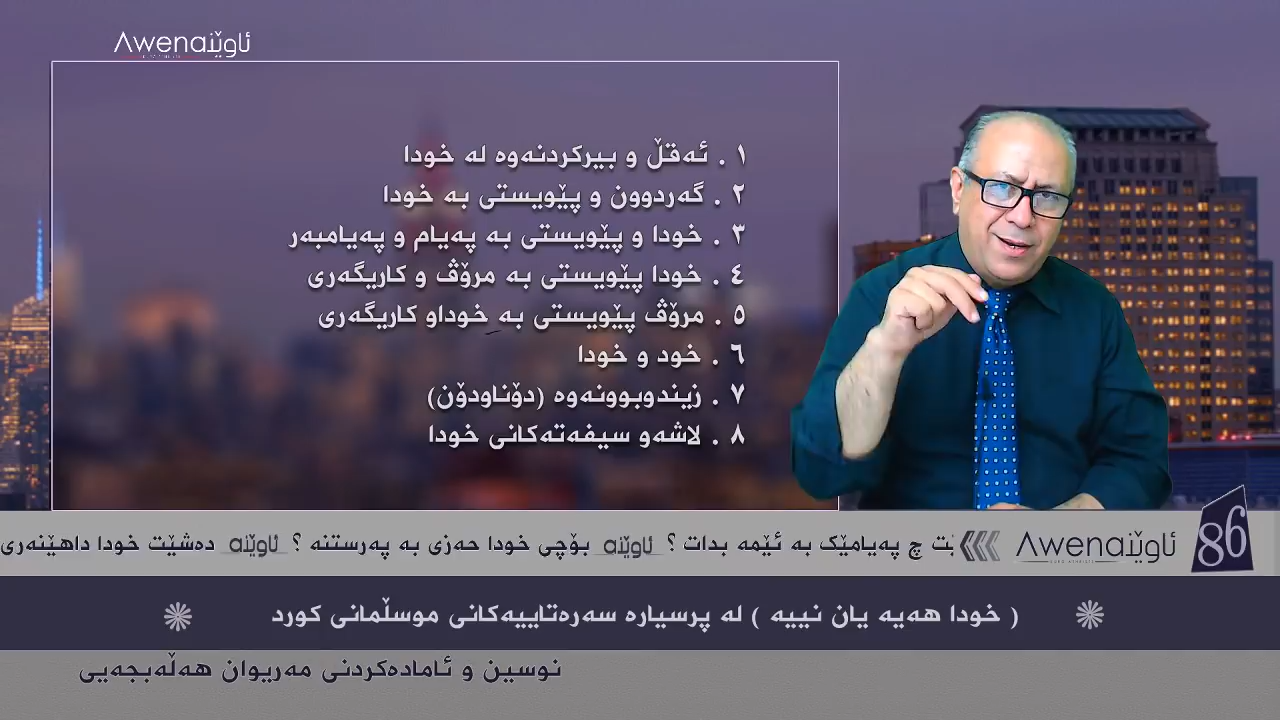 Awenaئاوێنە
١ . ئەقڵ و بیرکردنەوە لە خودا
٢ . گەردوون و پێویستی بە خودا
٣ . خودا و پێویستی بە پەیام و پەیامبەر
٤ . خودا پێویستی بە مرۆڤ و کاریگەری
٥ . مرۆڤ پێویستی بە خوداو کاریگەری
٦ . خود و خودا
٧ . زیندوبوونەوە (دۆناودۆن)
٨ . لاشەو سیفەتەکانی خودا
86
Awenaئاوێنە
چ پەیامێک بە ئێمە بدات ؟ ئاوێنە بۆچی خودا حەزی بە پەرستنە ؟ ئاوێنە دەشێت خودا داهێنەری
( خودا هەیە یان نییە ) لە پرسیارە سەرەتاییەکانی موسڵمانی کورد
نوسین و ئامادەکردنی مەریوان هەڵەبجەیی